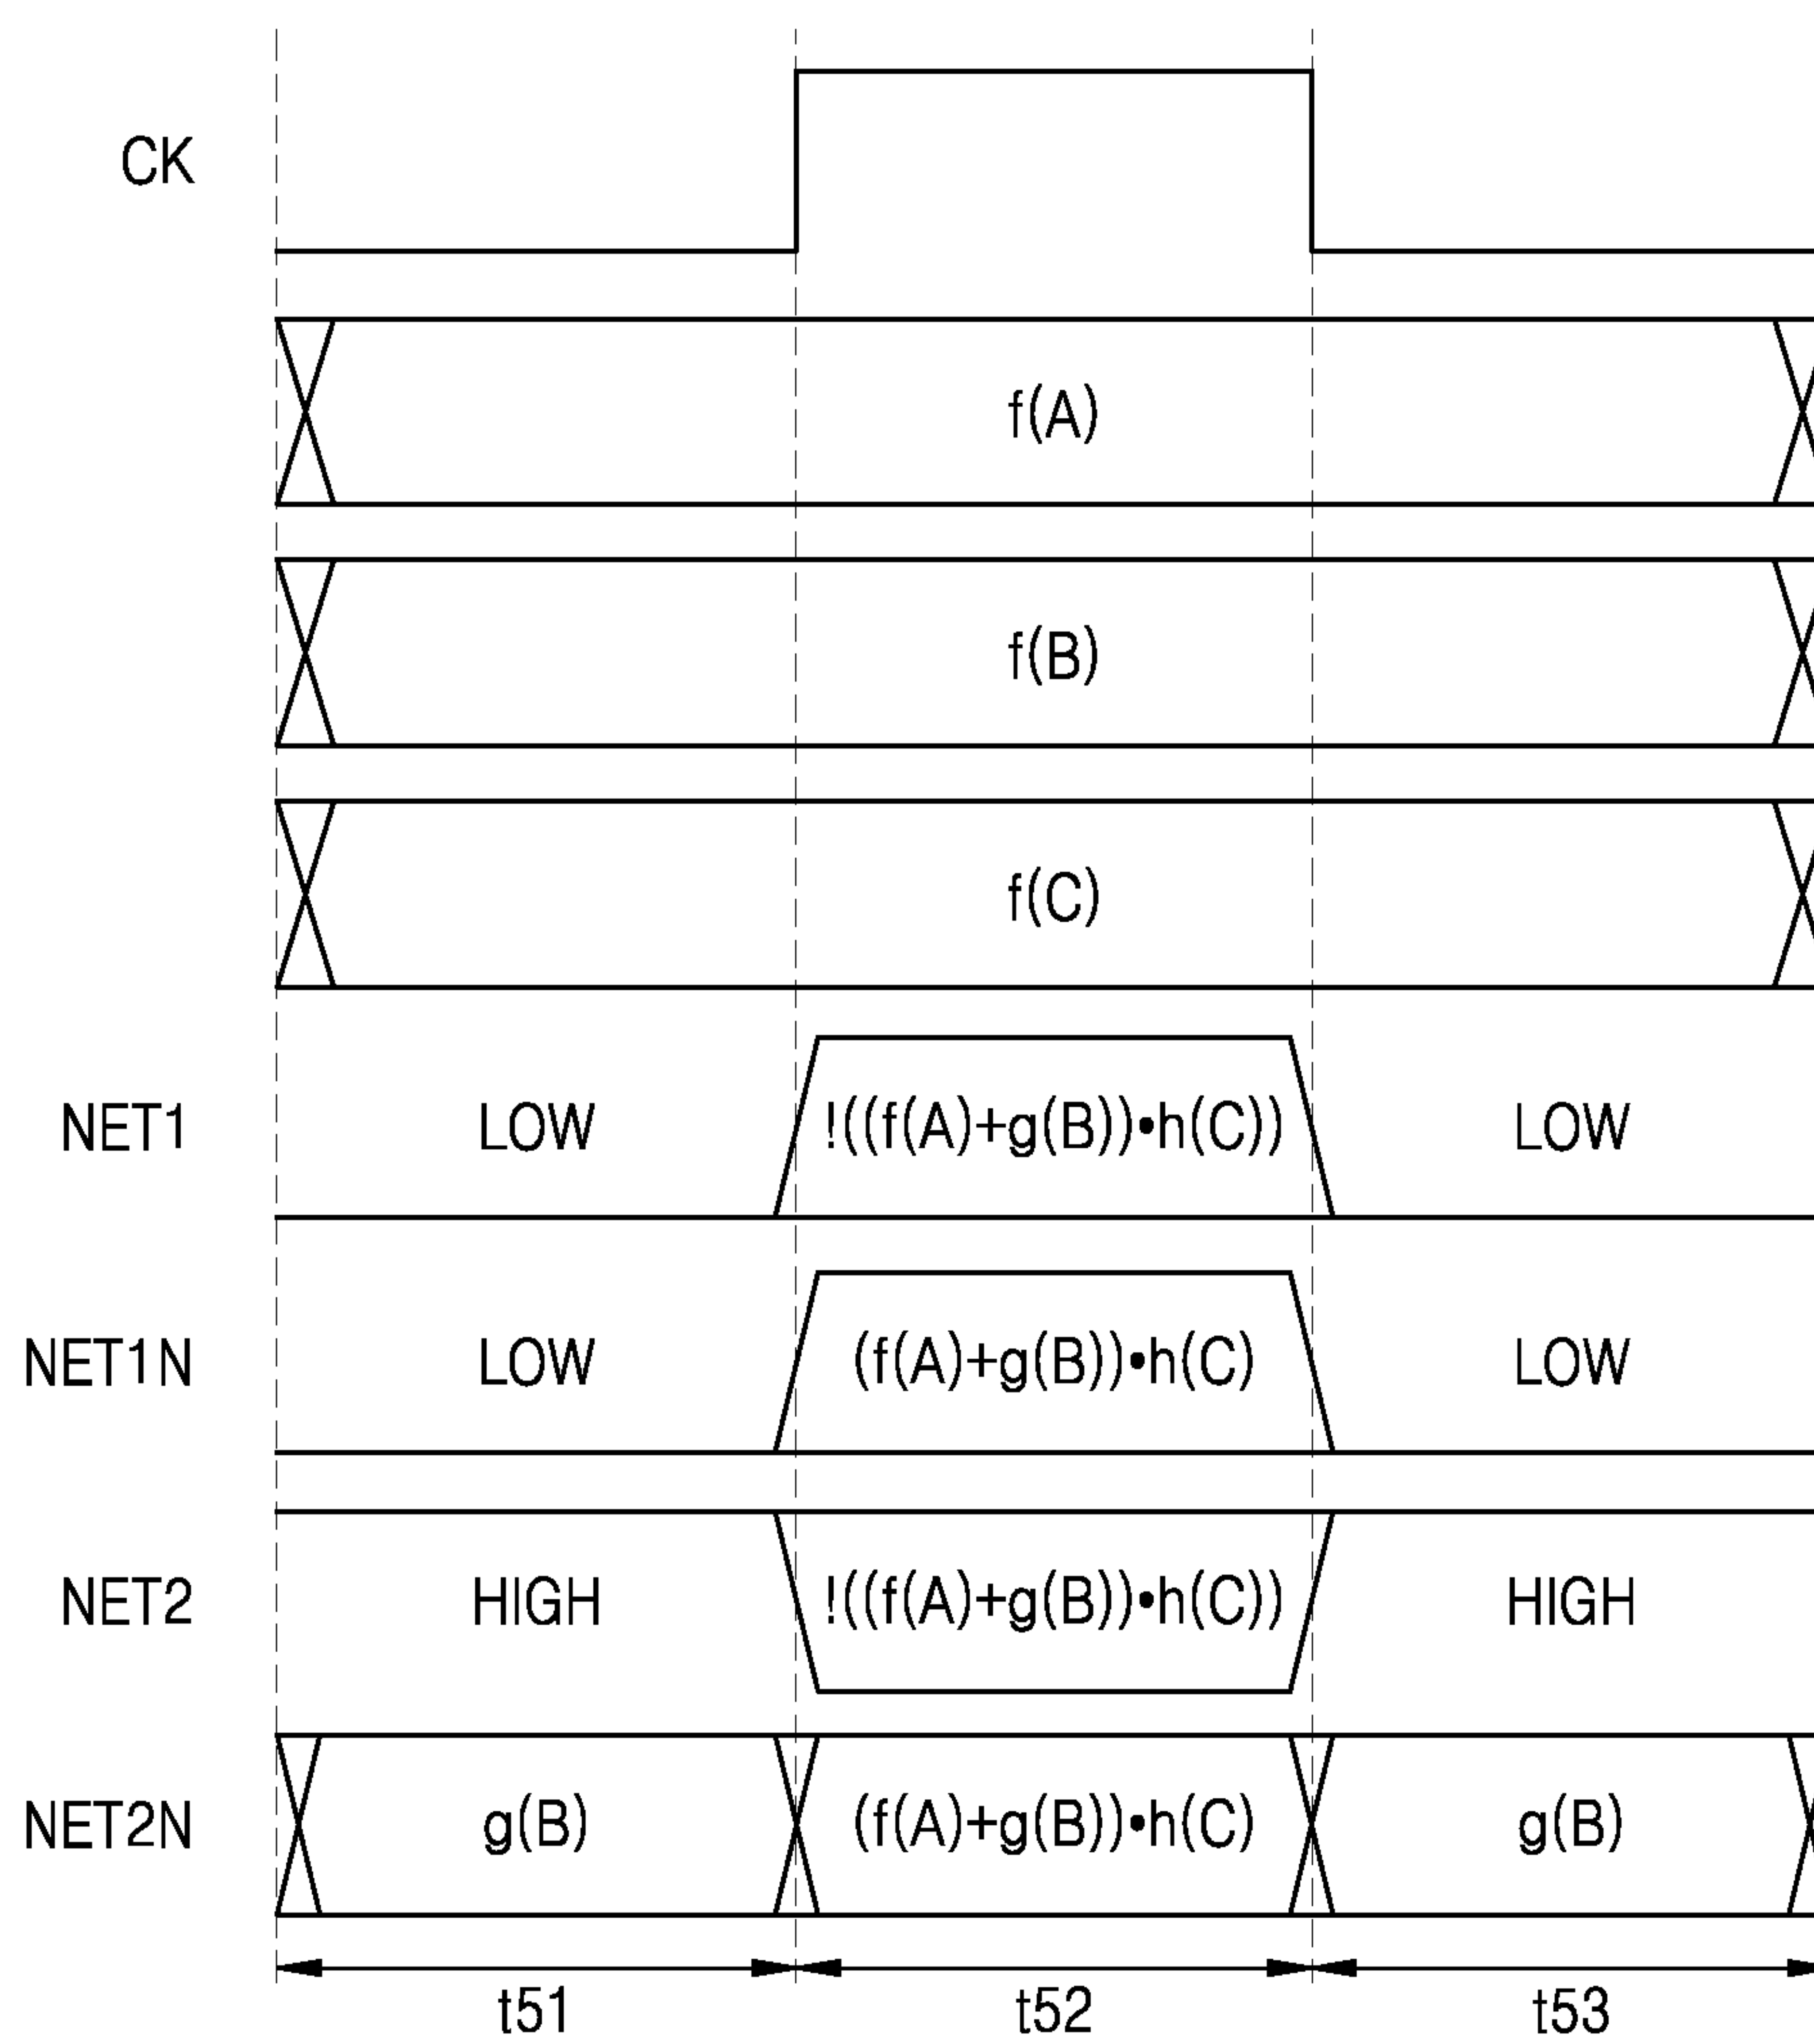 CK
f(A)
f(B)
f(C)
NET1 LOW !((f(A)+g(B))•h(C)) LOW
NET1N LOW (f(A)+g(B))•h(C) LOW
NET2 HIGH !((f(A)+g(B))•h(C)) HIGH
NET2N g(B) (f(A)+g(B))•h(C) g(B)
t51 t52 t53